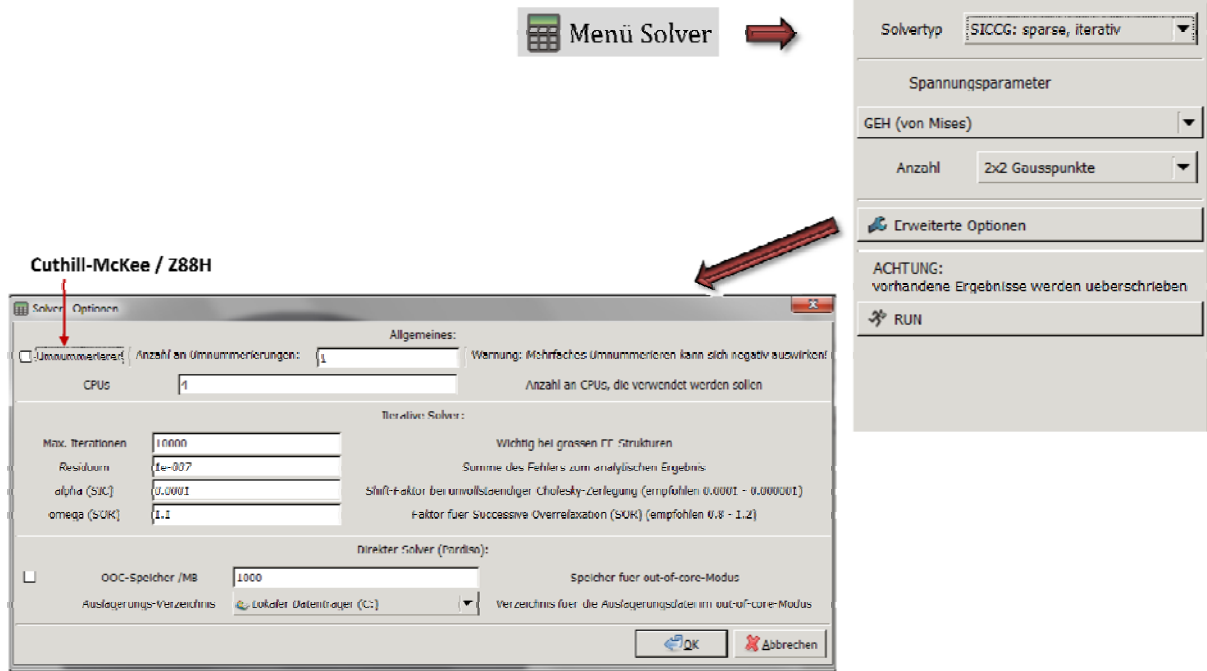 Menü Solver
Solvertyp SICCG: sparse, iterativ
Spannungsparameter
GEH (von Mises)
Anzahl 2x2 Gausspunkte
Erweiterte Optionen
ACHTUNG:
vorhandene Ergebnisse werden ueberschrieben
RUN
Cuthill-McKee / Z88H
Solver Optionen
Allgemeines:
Umnummerierer Anzahl an Umnummerierungen: 1 Warnung: Mehrfaches Umnummerieren kann sich negativ auswirken!
CPUs 4 Anzahl an CPUs, die verwendet werden sollen
Iterative Solver:
Max. Iterationen 10000 Wichtig bei grossen FE Strukturen
Residuum 1e-007 Summe des Fehlers zum analytischen Ergebnis
alpha (SIC) 0.0001 Shift-Faktor bei unvollstaendiger Cholesky-Zerlegung (empfohlen 0.0001 - 0.000001)
omega (SOR) 1.1 Faktor fuer Successive Overrelaxation (SOR) (empfohlen 0.8 - 1.2)
Direkter Solver (Pardiso):
OOC-Speicher /MB 1000 Speicher fuer out-of-core-Modus
Auslagerungs-Verzeichnis Lokaler Datenträger (C:) Verzeichnis fuer die Auslagerungsdatei im out-of-core-Modus
OK Abbrechen